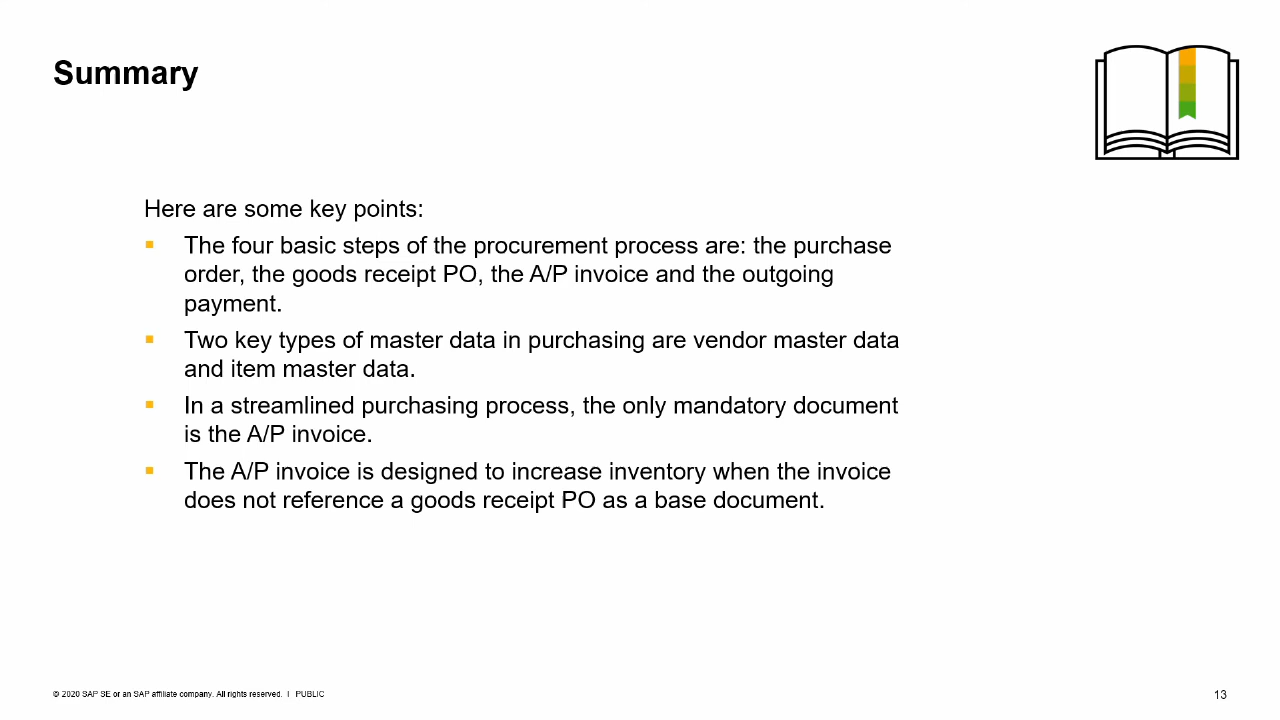 Summary
Here are some key points:
▪ The four basic steps of the procurement process are: the purchase
order, the goods receipt PO, the A/P invoice and the outgoing
payment.
▪ Two key types of master data in purchasing are vendor master data
and item master data.
▪ In a streamlined purchasing process, the only mandatory document
is the A/P invoice.
▪ The A/P invoice is designed to increase inventory when the invoice
does not reference a goods receipt PO as a base document.
© 2020 SAP SE or an SAP affiliate company. All rights reserved. I PUBLIC
13